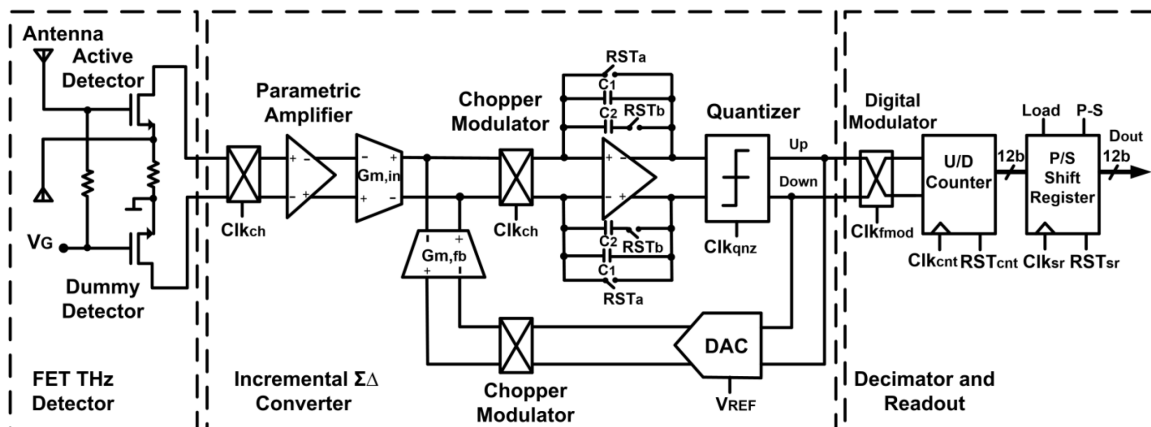 Antenna
Active
Detector
VG
Dummy
Detector
FET THz
Detector
Parametric
Amplifier
+ -
- +
Clkch
- +
Gm,in
+ -
- +
Gm,fb
+ +
Incremental ΣΔ
Converter
Chopper
Modulator
Clkch
RSTa
C1
C2
RSTb
+ -
- +
C2
RSTb
C1
RSTa
Quantizer
Clkqnz
Up
Down
DAC
VREF
Chopper
Modulator
Digital
Modulator
Clkfmod
U/D
Counter
Clkcnt
RSTcnt
12b
Load
P-S
P/S
Shift
Register
Clksr
RSTsr
Dout
12b
Decimator and
Readout